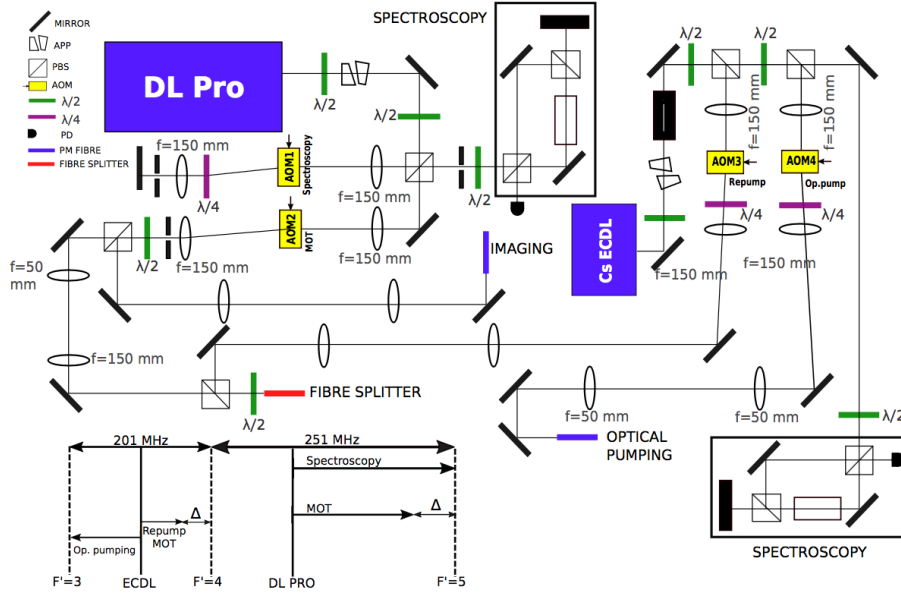 MIRROR
APP
PBS
AOM
λ/2
λ/4
PD
PM FIBRE
FIBRE SPLITTER
DL Pro
λ/2
λ/2
SPECTROSCOPY
λ/2
f=150 mm
λ/4
AOM1
Spectroscopy
f=150 mm
AOM2
MOT
f=150 mm
λ/2
f=150 mm
f=50
mm
f=150 mm
IMAGING
FIBRE SPLITTER
λ/2
λ/2
λ/2
f=150 mm
f=150 mm
AOM3
Repump
AOM4
Op.pump
λ/4
λ/4
λ/2
Cs ECDL
f=150 mm
f=150 mm
f=50 mm
f=50 mm
OPTICAL
PUMPING
λ/2
SPECTROSCOPY
201 MHz
251 MHz
Spectroscopy
MOT
Δ
Δ
Repump
MOT
Op. pumping
F'=3
ECDL
F'=4
DL PRO
F'=5